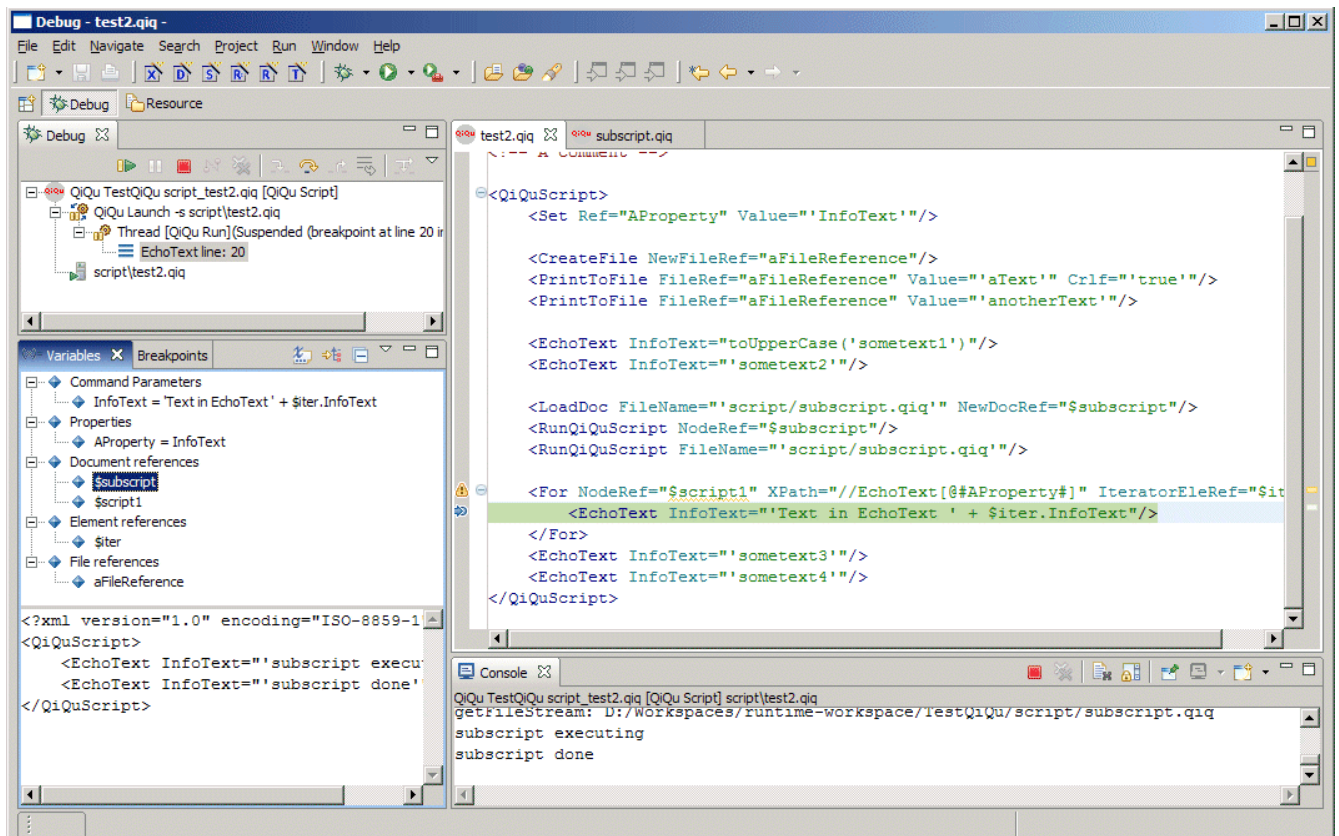 Debug - test2.qiq -
File Edit Navigate Search Project Run Window Help
Debug Resource
Debug
QiQu TestQiQu script_test2.qiq [QiQu Script]
QiQu Launch -s script\test2.qiq
Thread [QiQu Run](Suspended (breakpoint at line 20 in
EchoText line: 20
script\test2.qiq
Variables Breakpoints
Command Parameters
InfoText = 'Text in EchoText ' + $iter.InfoText
Properties
AProperty = InfoText
Document references
$subscript
$script1
Element references
$iter
File references
aFileReference
<?xml version="1.0" encoding="ISO-8859-1
<QiQuScript>
<EchoText InfoText="'subscript execu
<EchoText InfoText="'subscript done'
</QiQuScript>
test2.qiq subscript.qiq
<!-- A Comment -->
<QiQuScript>
<Set Ref="AProperty" Value="'InfoText'"/>
<CreateFile NewFileRef="aFileReference"/>
<PrintToFile FileRef="aFileReference" Value="'aText'" Crlf="'true'"/>
<PrintToFile FileRef="aFileReference" Value="'anotherText'"/>
<EchoText InfoText="toUpperCase('sometext1')"/>
<EchoText InfoText="'sometext2'"/>
<LoadDoc FileName="'script/subscript.qiq'" NewDocRef="$subscript"/>
<RunQiQuScript NodeRef="$subscript"/>
<RunQiQuScript FileName="'script/subscript.qiq'"/>
<For NodeRef="$script1" XPath="//EchoText[@#AProperty#]" IteratorEleRef="$it
<EchoText InfoText="'Text in EchoText ' + $iter.InfoText"/>
</For>
<EchoText InfoText="'sometext3'"/>
<EchoText InfoText="'sometext4'"/>
</QiQuScript>
Console
QiQu TestQiQu script_test2.qiq [QiQu Script] script\test2.qiq
getFileStream: D:/Workspaces/runtime-workspace/TestQiQu/script/subscript.qiq
subscript executing
subscript done